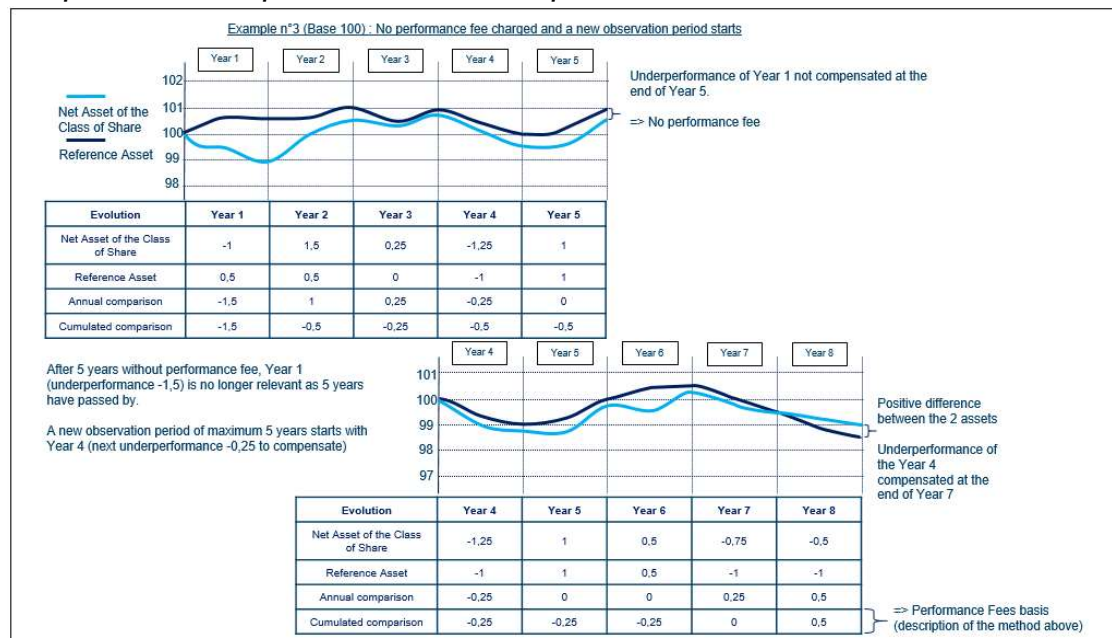 Example n°3 (Base 100) : No performance fee charged and a new observation period starts
Year 1 Year 2 Year 3 Year 4 Year 5
102
101
100
99
98
Net Asset of the
Class of Share
Reference Asset
Underperformance of Year 1 not compensated at the
end of Year 5.
=> No performance fee
Evolution Year 1 Year 2 Year 3 Year 4 Year 5
Net Asset of the Class
of Share -1 1,5 0,25 -1,25 1
Reference Asset 0,5 0,5 0 -1 1
Annual comparison -1,5 1 0,25 -0,25 0
Cumulated comparison -1,5 -0,5 -0,25 -0,5 -0,5
After 5 years without performance fee, Year 1
(underperformance -1,5) is no longer relevant as 5 years
have passed by.
A new observation period of maximum 5 years starts with
Year 4 (next underperformance -0,25 to compensate)
Year 4 Year 5 Year 6 Year 7 Year 8
101
100
99
98
97
Positive difference
between the 2 assets
Underperformance of
the Year 4
compensated at the
end of Year 7
Evolution Year 4 Year 5 Year 6 Year 7 Year 8
Net Asset of the Class
of Share -1,25 1 0,5 -0,75 -0,5
Reference Asset -1 1 0,5 -1 -1
Annual comparison -0,25 0 0 0,25 0,5
Cumulated comparison -0,25 -0,25 -0,25 0 0,5
=> Performance Fees basis
(description of the method above)